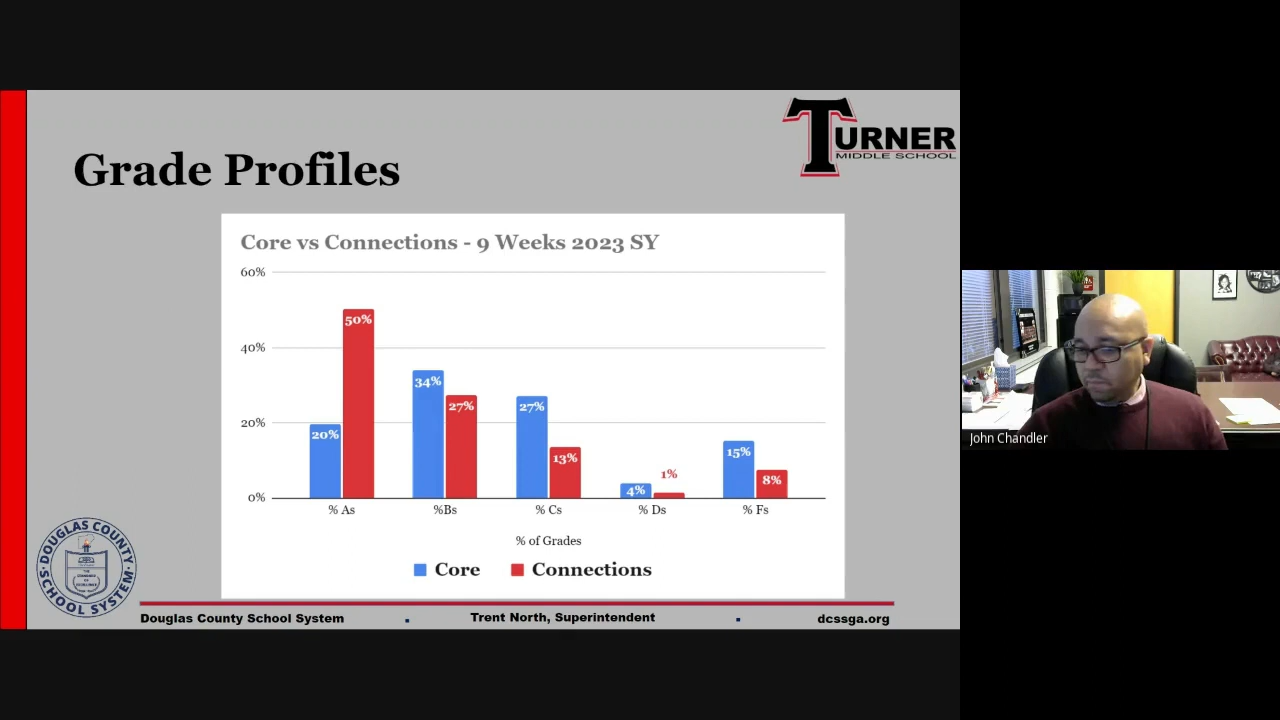 TURNER
MIDDLE SCHOOL
Grade Profiles
Core vs Connections - 9 Weeks 2023 SY
60%
40%
20%
0%
20%
50%
34%
27%
27%
13%
4%
1%
15%
8%
% As
%Bs
% Cs
% Ds
% Fs
% of Grades
Core
Connections
DOUGLAS COUNTY
SCHOOL SYSTEM
Douglas County School System
Trent North, Superintendent
dcssga.org
John Chandler